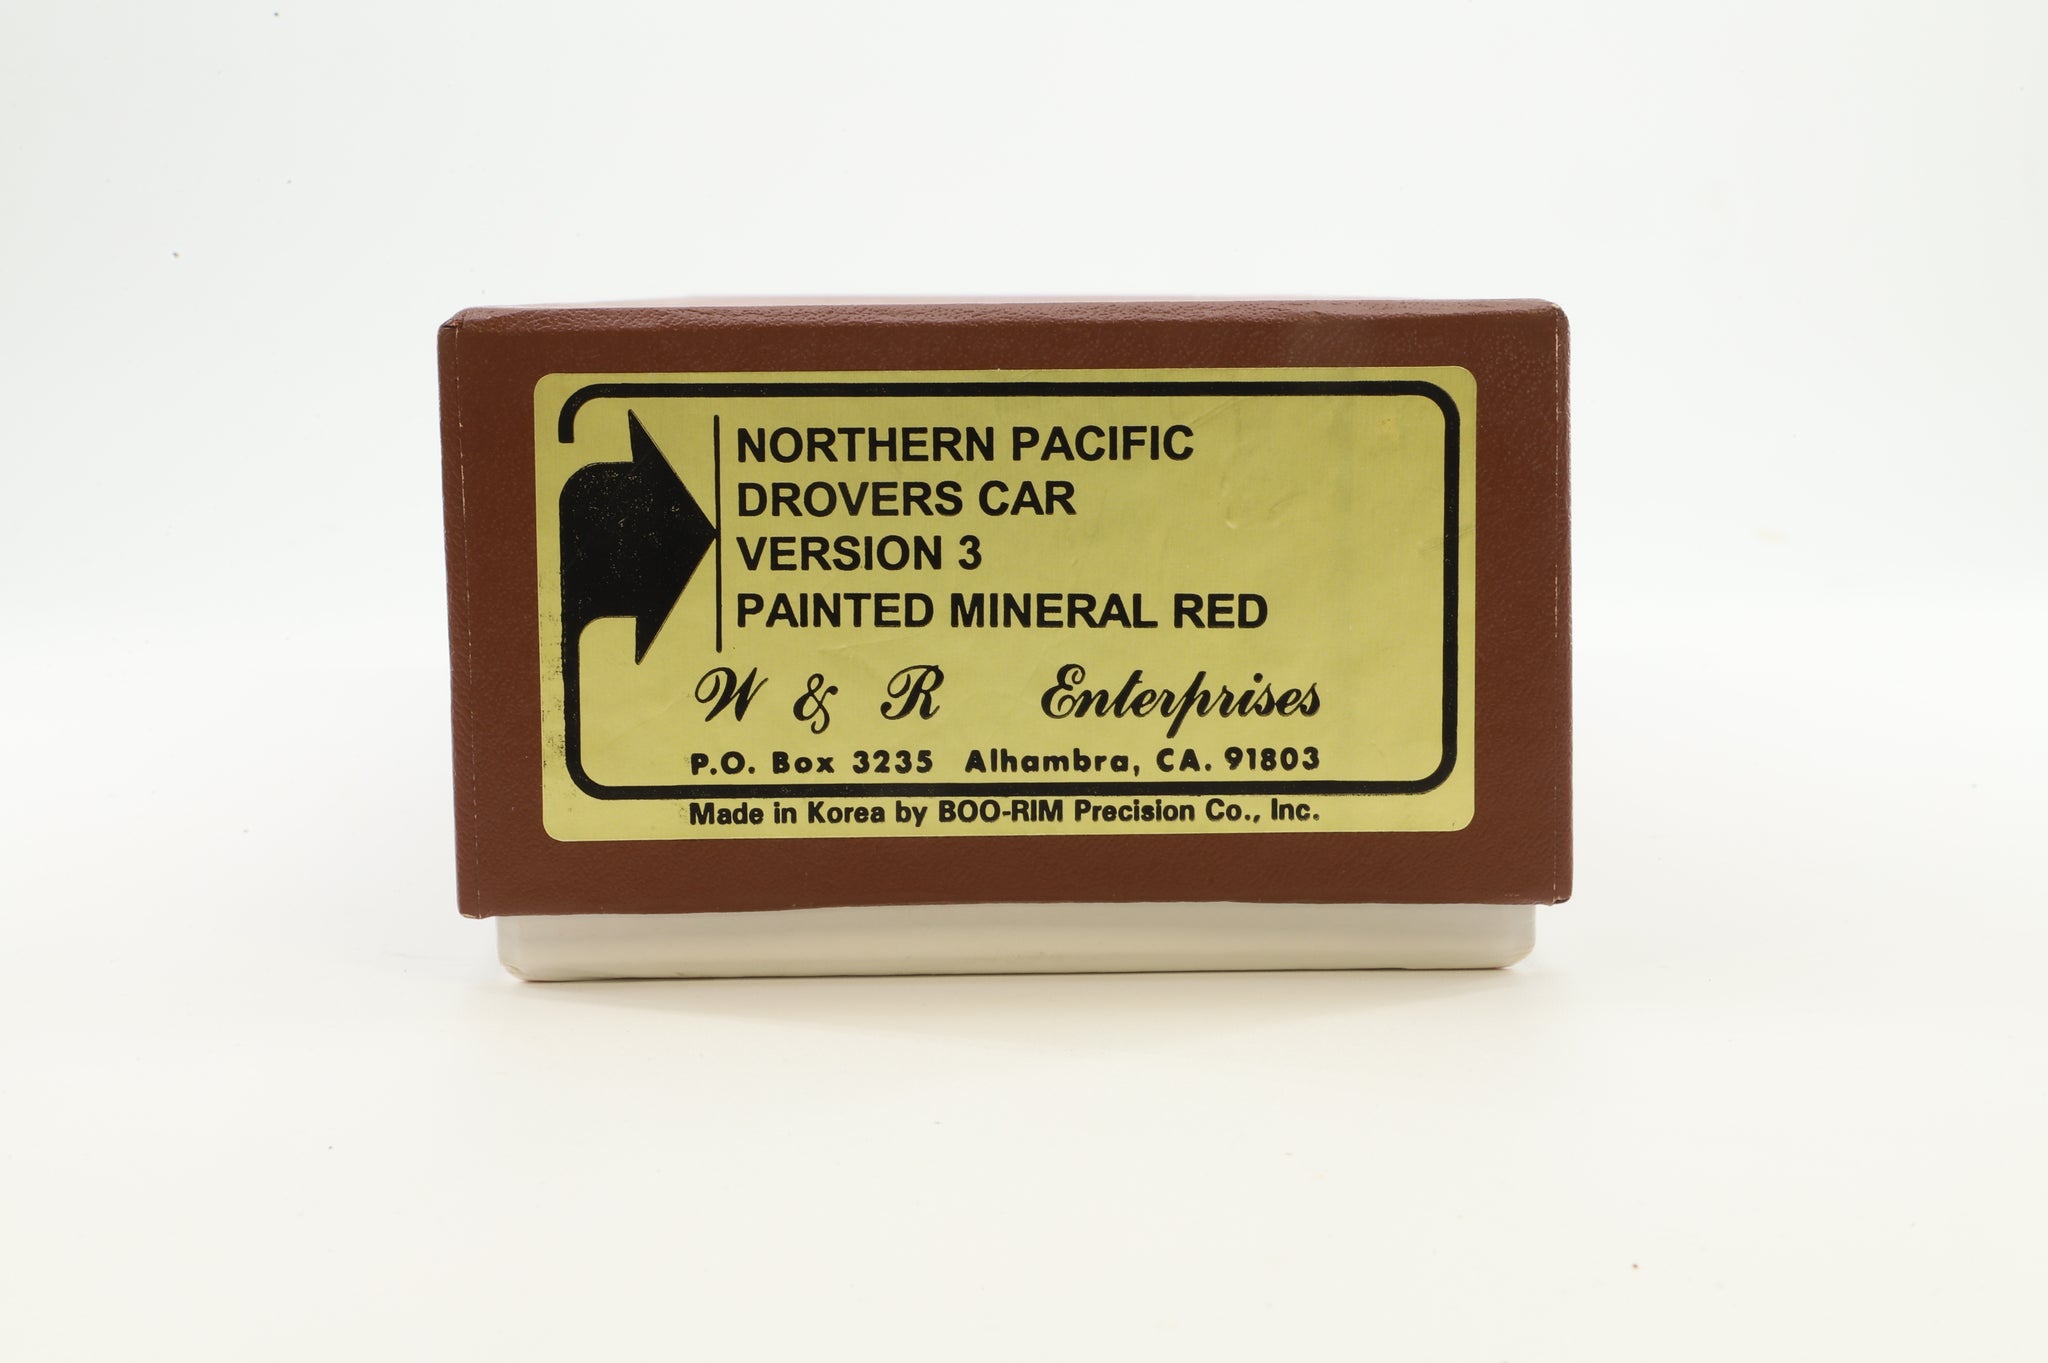 NORTHERN PACIFIC
DROVERS CAR
VERSION 3
PAINTED MINERAL RED
W & R Enterprises
P.O. Box 3235 Alhambra, CA. 91803
Made in Korea by BOO-RIM Precision Co., Inc.